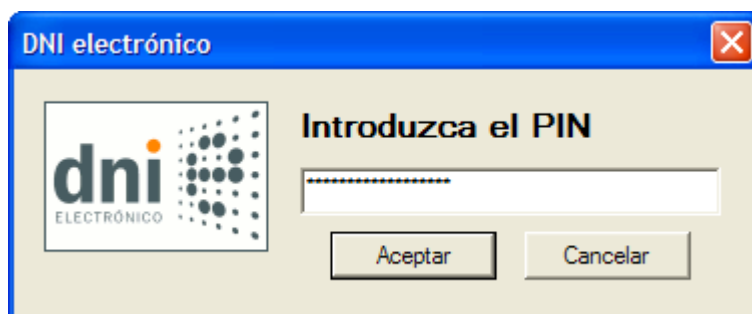 DNI electrónico
Introduzca el PIN
dni
ELECTRÓNICO
******************
Aceptar
Cancelar